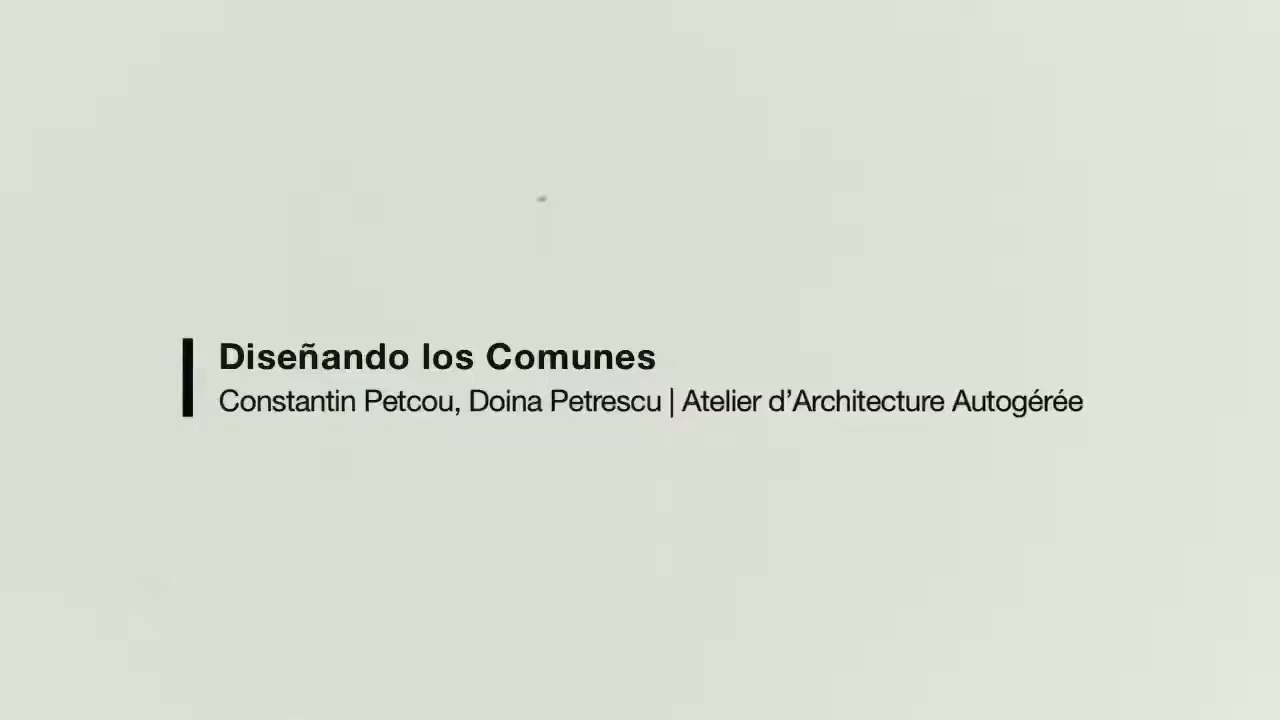 Diseñando los Comunes
Constantin Petcou, Doina Petrescu | Atelier d’Architecture Autogérée